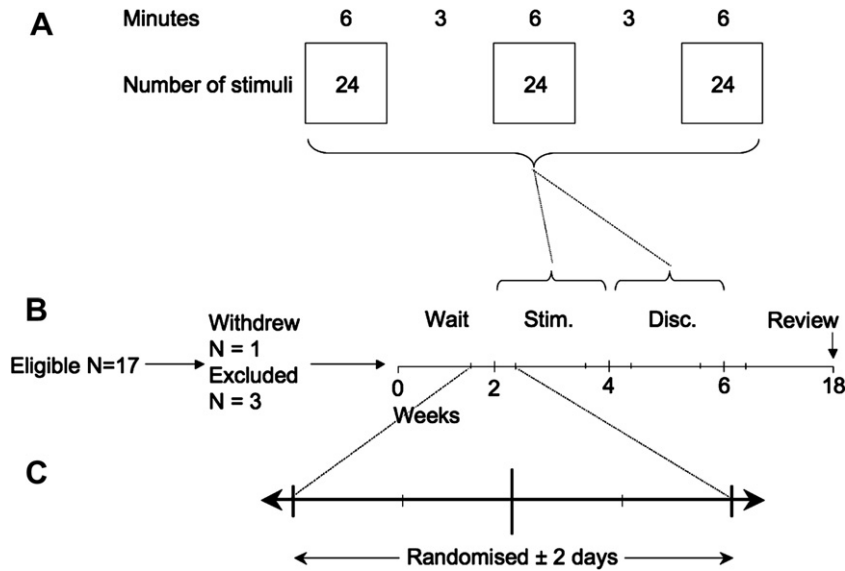 A
Minutes 6 3 6 3 6
Number of stimuli 24 24 24
B
Wait Stim. Disc. Review
Eligible N=17
Withdrew
N = 1
Excluded
N = 3
0 2 4 6 18
Weeks
C
Randomised ± 2 days